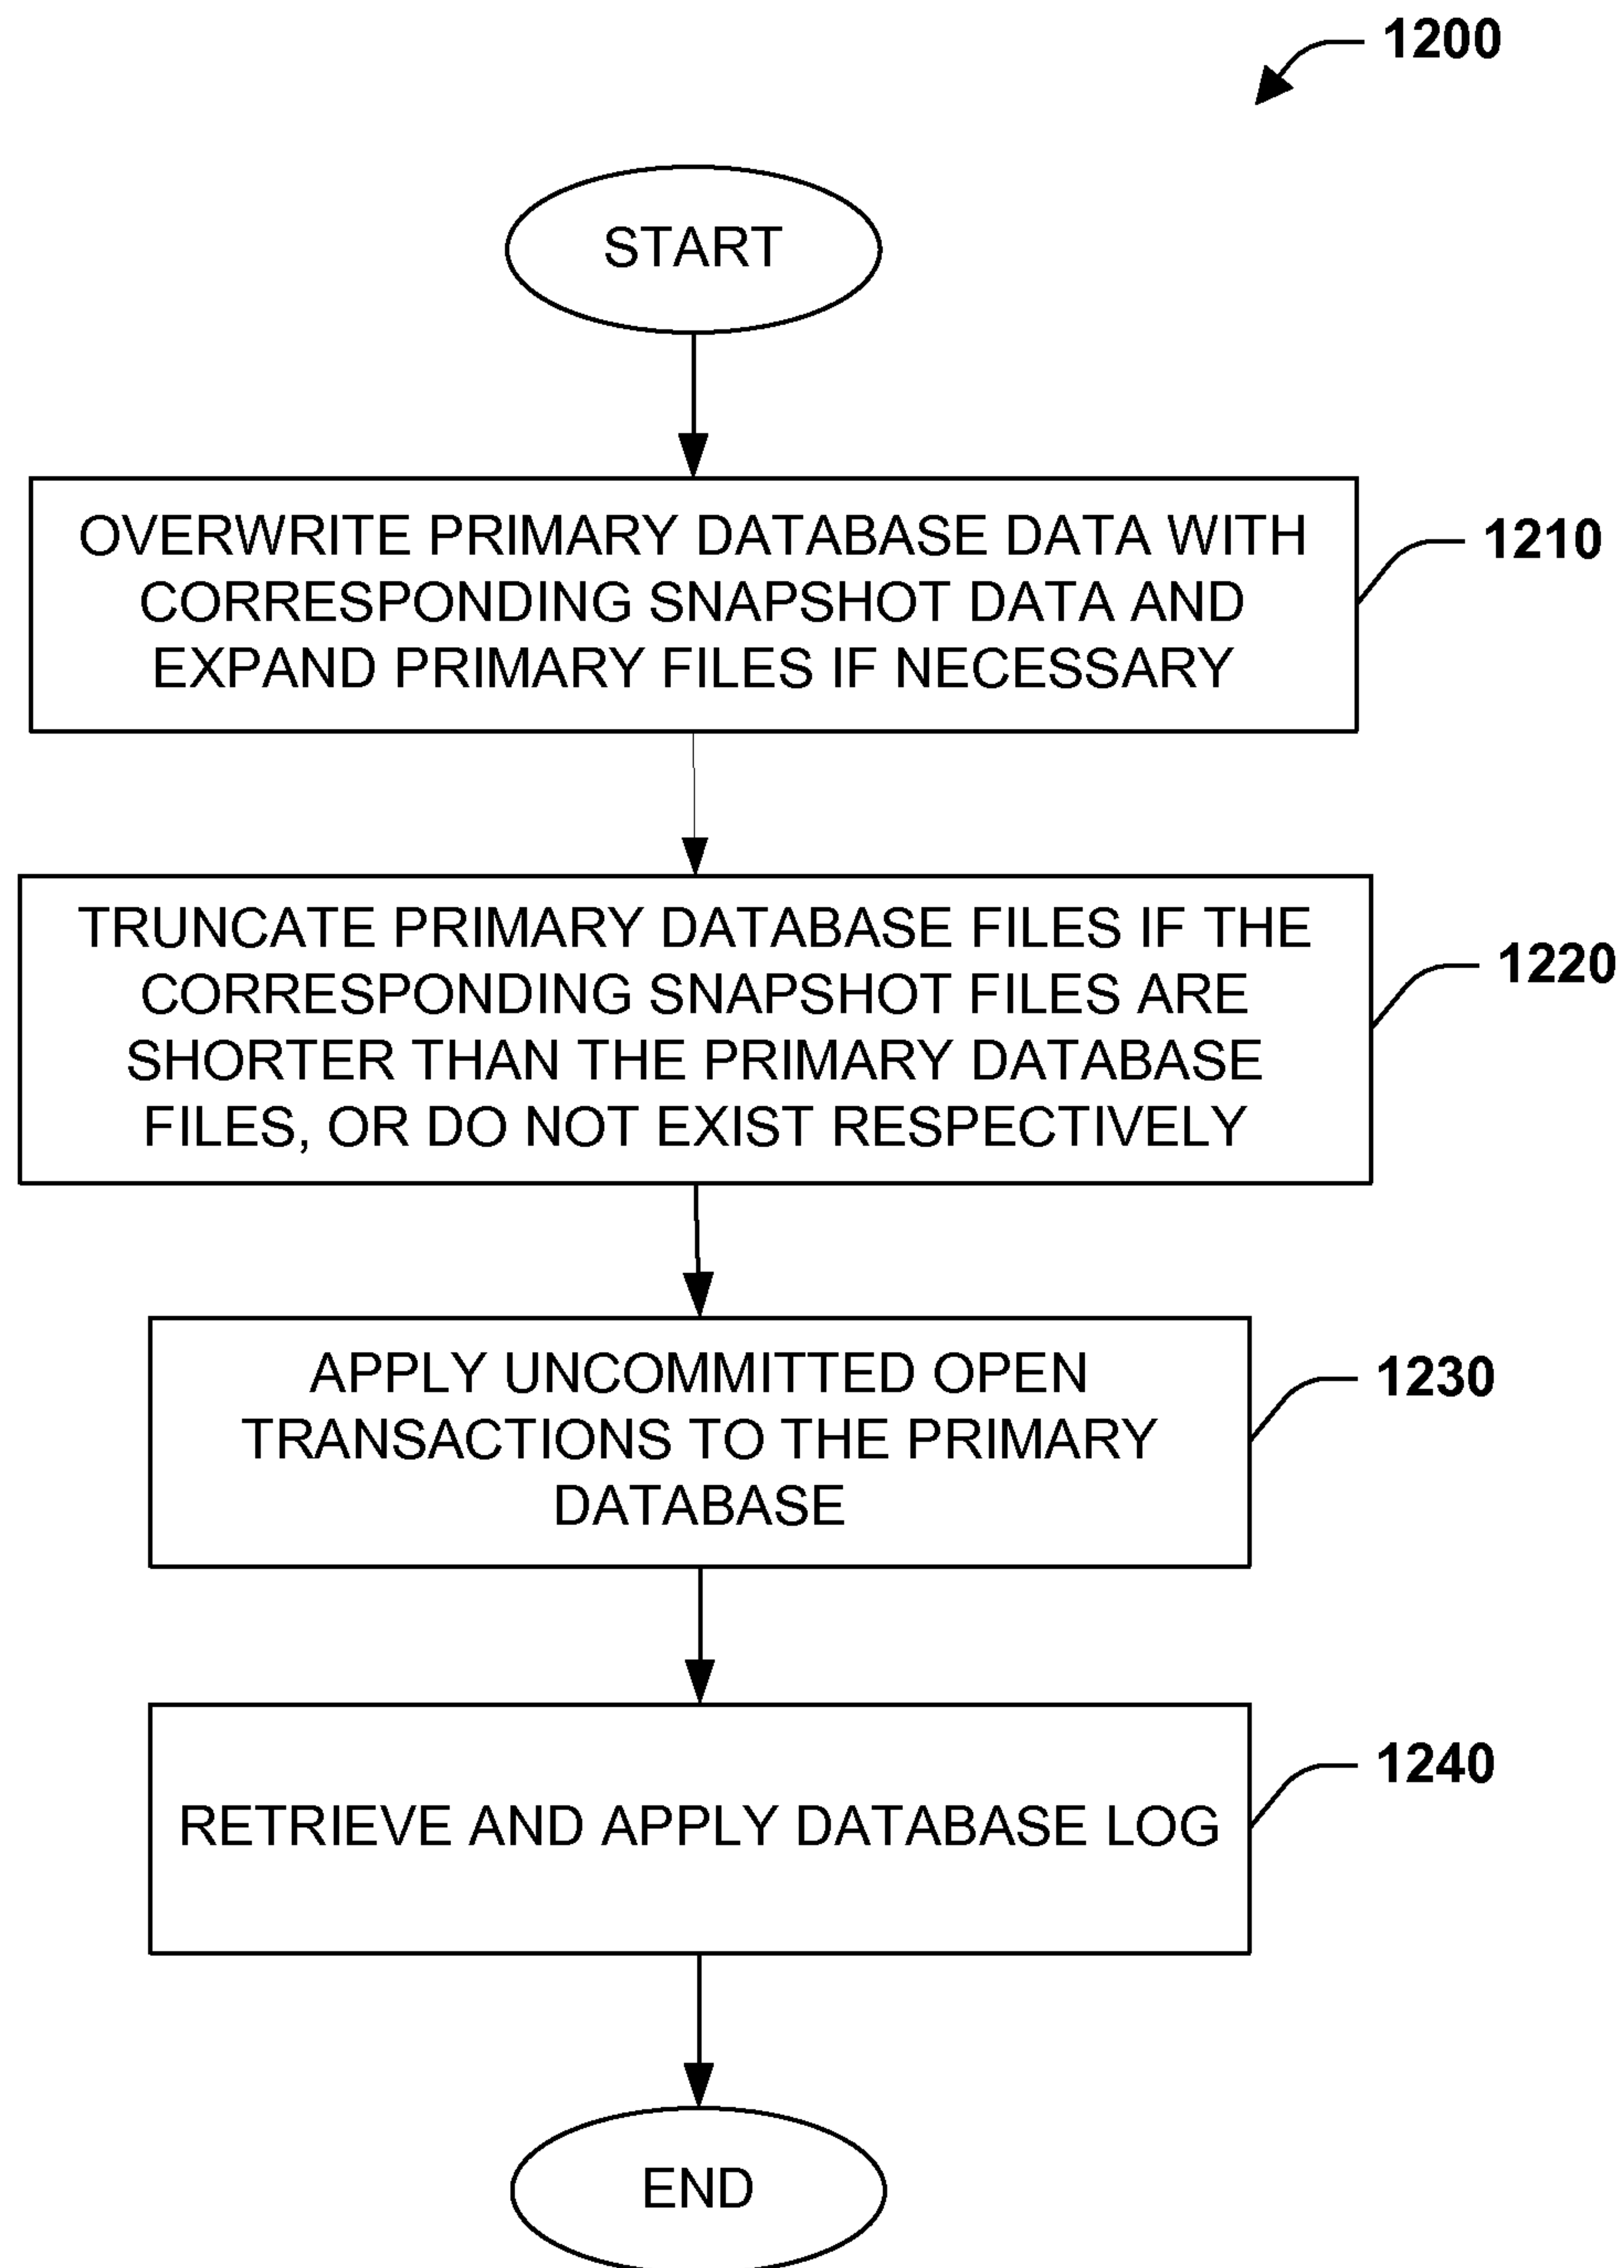 1200
START
OVERWRITE PRIMARY DATABASE DATA WITH
CORRESPONDING SNAPSHOT DATA AND
EXPAND PRIMARY FILES IF NECESSARY
1210
TRUNCATE PRIMARY DATABASE FILES IF THE
CORRESPONDING SNAPSHOT FILES ARE
SHORTER THAN THE PRIMARY DATABASE
FILES, OR DO NOT EXIST RESPECTIVELY
1220
APPLY UNCOMMITTED OPEN
TRANSACTIONS TO THE PRIMARY
DATABASE
1230
RETRIEVE AND APPLY DATABASE LOG
1240
END